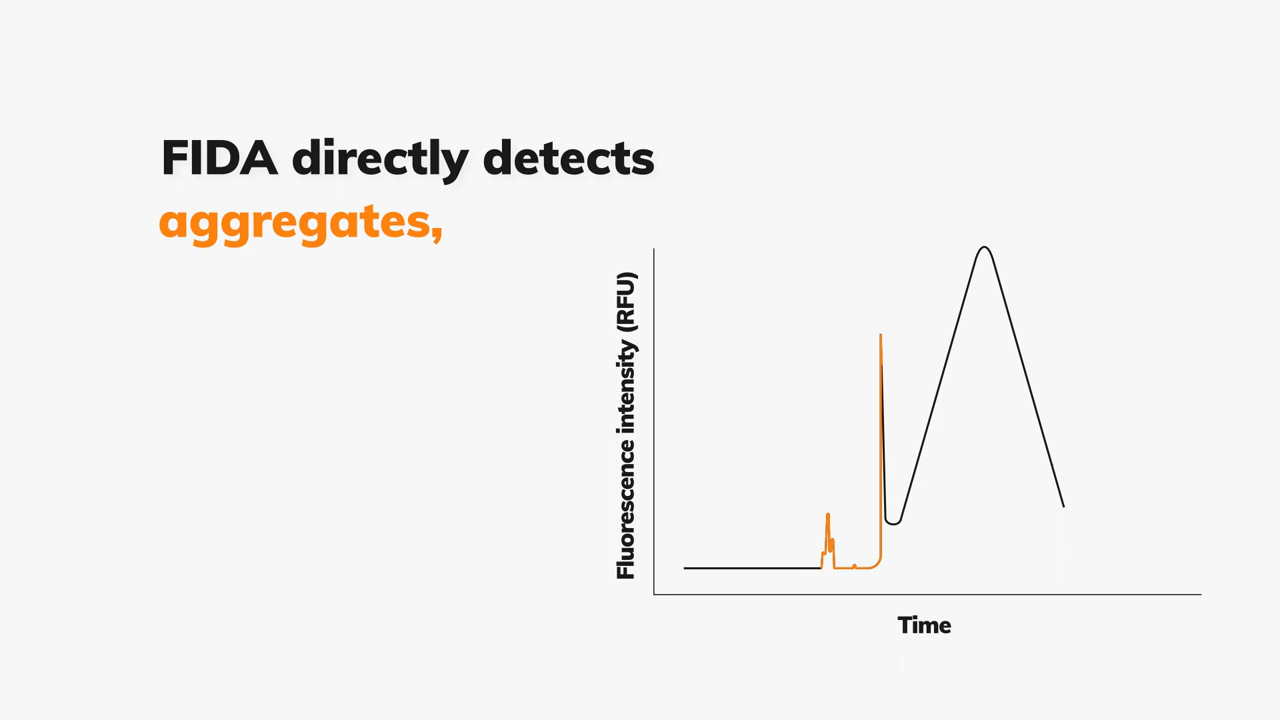 FIDA directly detects
aggregates,
Fluorescence intensity (RFU)
Time